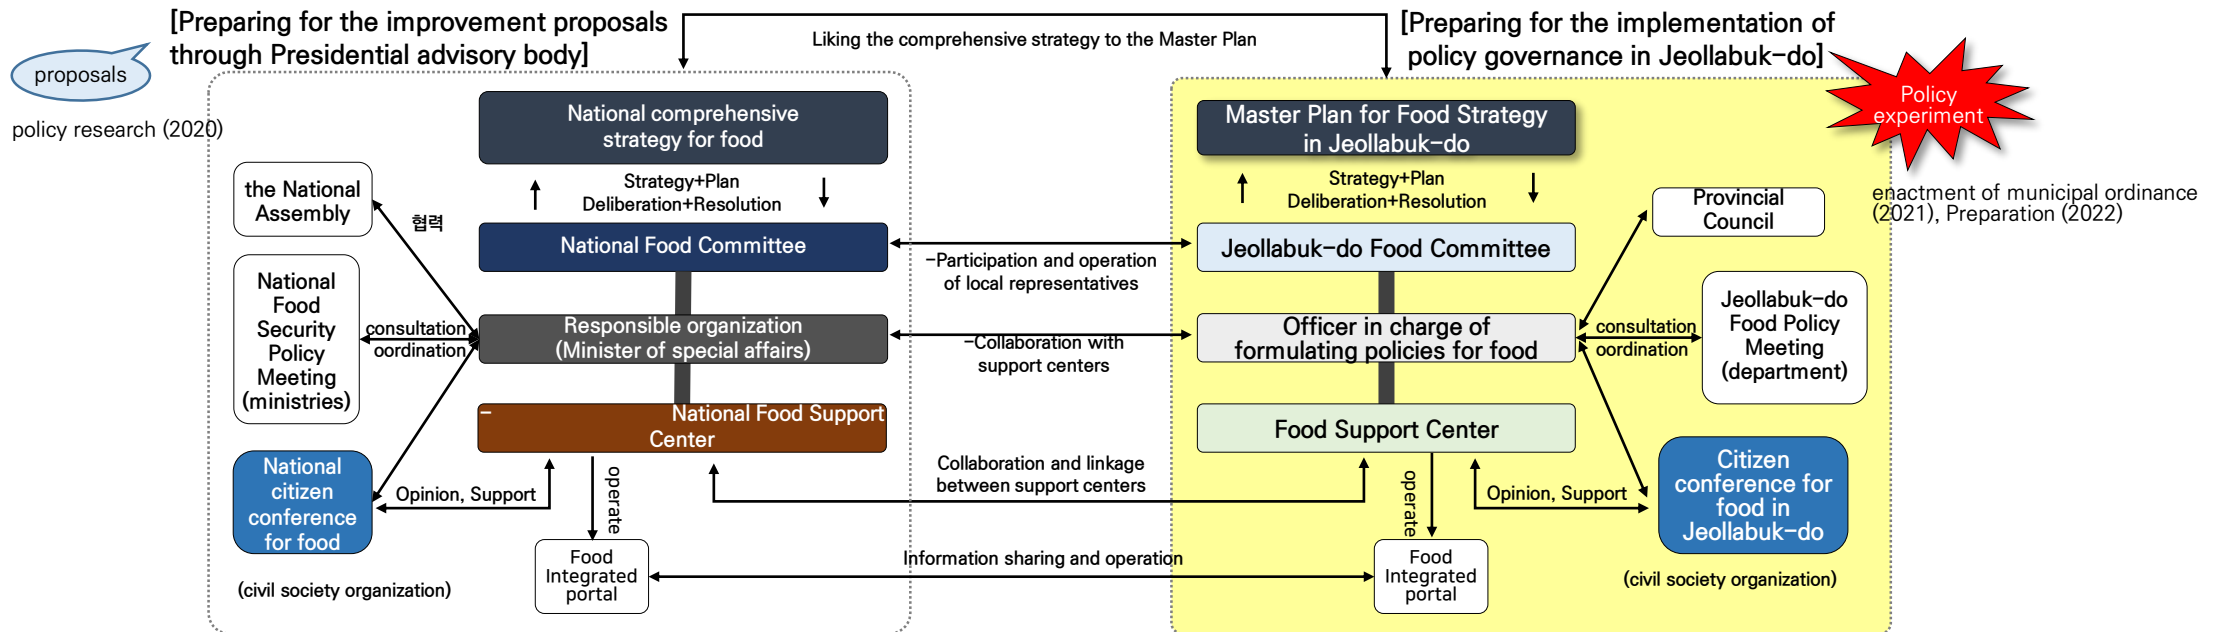 [Preparing for the improvement proposals
through Presidential advisory body]
proposals
policy research (2020)
Liking the comprehensive strategy to the Master Plan
[Preparing for the implementation of
policy governance in Jeollabuk-do]
Policy
experiment
enactment of municipal ordinance
(2021), Preparation (2022)
National comprehensive
strategy for food
Strategy+Plan
Deliberation+Resolution
the National
Assembly
협력
National Food Committee
National
Food
Security
Policy
Meeting
(ministries)
consultation
oordination
Responsible organization
(Minister of special affairs)
- National Food Support
Center
National
citizen
conference
for food
Opinion, Support
operate
(civil society organization)
Food
Integrated
portal
-Participation and operation
of local representatives
-Collaboration with
support centers
Collaboration and linkage
between support centers
Information sharing and operation
Master Plan for Food Strategy
in Jeollabuk-do
Strategy+Plan
Deliberation+Resolution
Provincial
Council
Jeollabuk-do Food Committee
Officer in charge of
formulating policies for food
consultation
oordination
Jeollabuk-do
Food Policy
Meeting
(department)
Food Support Center
operate
Opinion, Support
Citizen
conference for
food in
Jeollabuk-do
Food
Integrated
portal
(civil society organization)